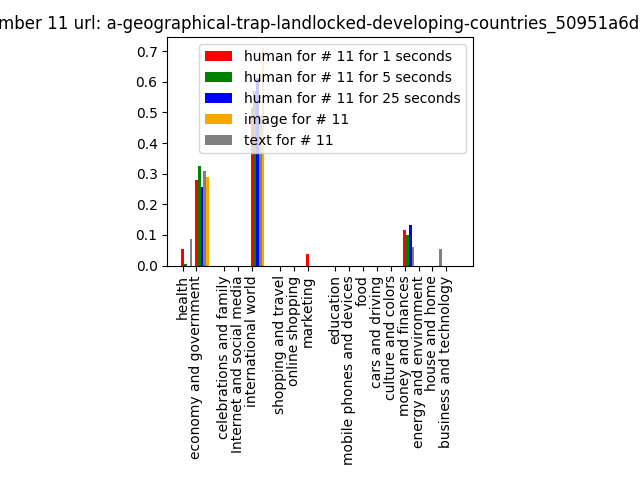 mber 11 url: a-geographical-trap-landlocked-developing-countries_50951a6d
human for # 11 for 1 seconds
human for # 11 for 5 seconds
human for # 11 for 25 seconds
image for # 11
text for # 11
0.7
0.6
0.5
0.4
0.3
0.2
0.1
0.0
health
economy and government
celebrations and family
Internet and social media
international world
shopping and travel
online shopping
marketing
education
mobile phones and devices
food
cars and driving
culture and colors
money and finances
energy and environment
house and home
business and technology